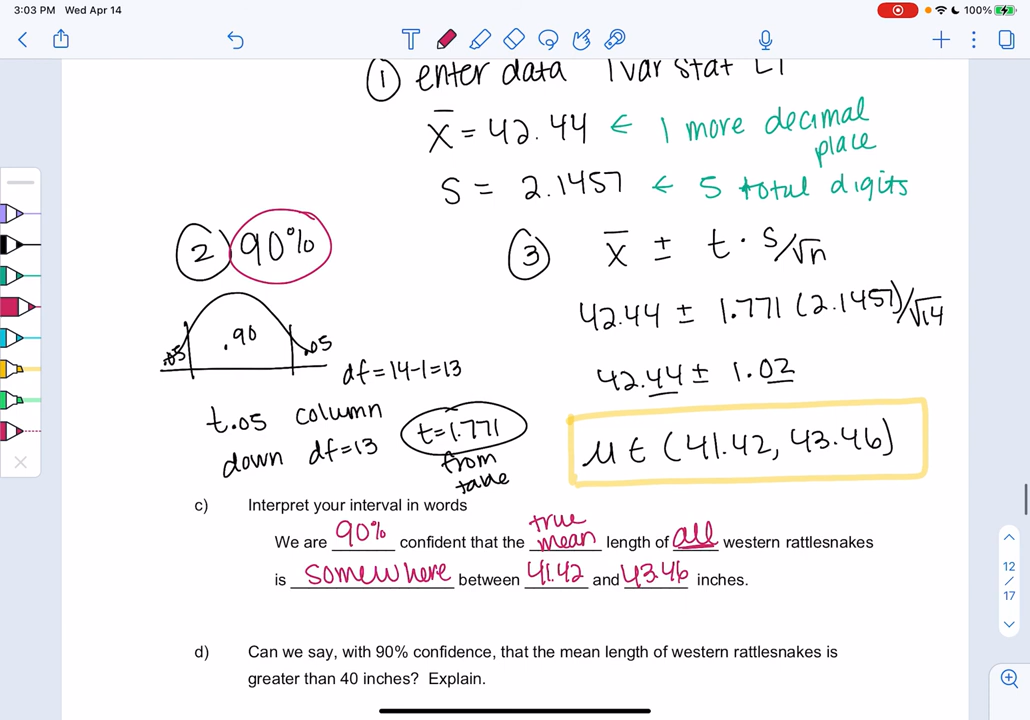 3:03 PM Wed Apr 14
100%
① enter data 1 Var Stat L1
x̄ = 42.44 ← 1 more decimal
place
S = 2.1457 ← 5 total digits
② 90%
③ x̄ ± t · s/√n
42.44 ± 1.771 (2.1457)/√14
.05 .90 .05
df = 14-1 = 13
42.44 ± 1.02
t.05 column
down df=13
t=1.771
from
table
μ ∈ (41.42, 43.46)
c) Interpret your interval in words
We are 90% confident that the true mean length of all western rattlesnakes
is somewhere between 41.42 and 43.46 inches.
d) Can we say, with 90% confidence, that the mean length of western rattlesnakes is
greater than 40 inches? Explain.
12
/
17